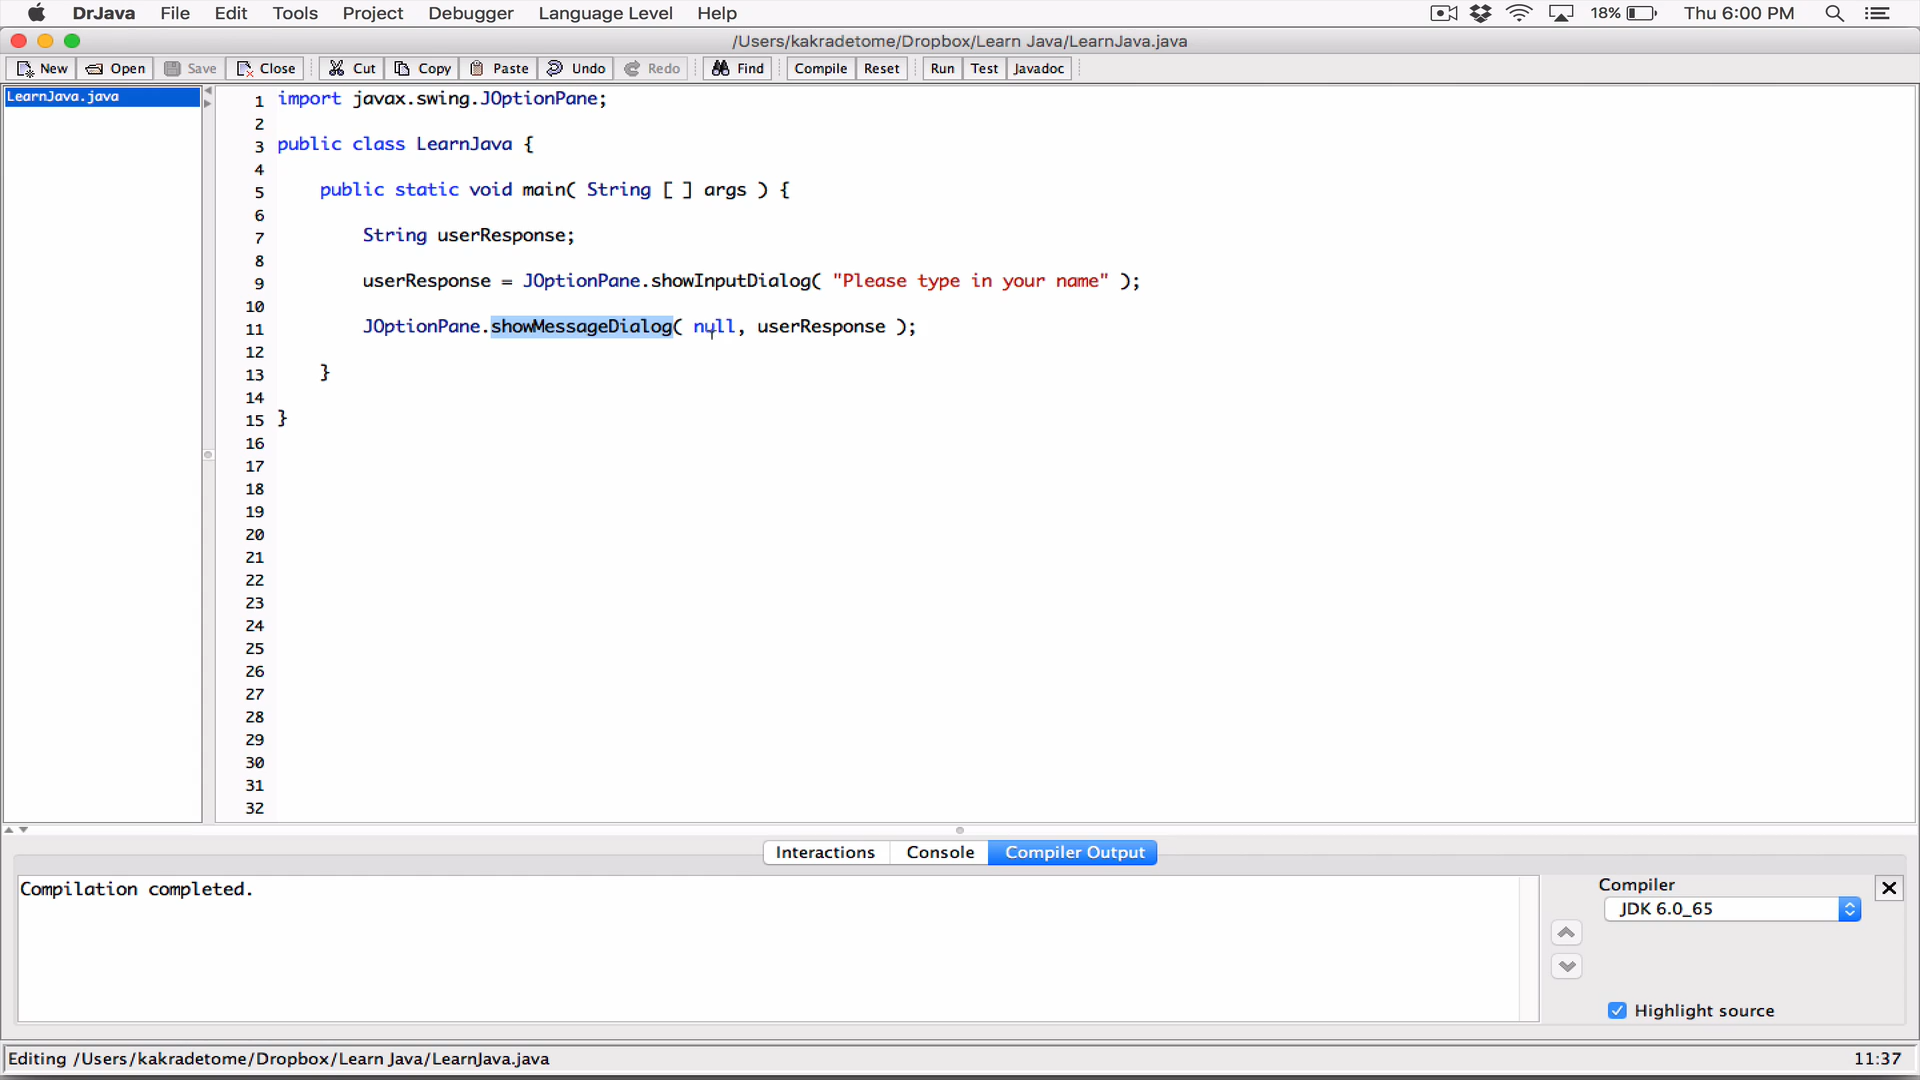 DrJava File Edit Tools Project Debugger Language Level Help 18% Thu 6:00 PM
/Users/kakradetome/Dropbox/Learn Java/LearnJava.java
New Open Save Close Cut Copy Paste Undo Redo Find Compile Reset Run Test Javadoc
LearnJava.java
1 import javax.swing.JOptionPane;
2
3 public class LearnJava {
4
5 public static void main( String [ ] args ) {
6
7 String userResponse;
8
9 userResponse = JOptionPane.showInputDialog( "Please type in your name" );
10
11 JOptionPane.showMessageDialog( null, userResponse );
12
13 }
14
15 }
16
17
18
19
20
21
22
23
24
25
26
27
28
29
30
31
32
Interactions Console Compiler Output
Compilation completed.
Compiler
JDK 6.0_65
Highlight source
Editing /Users/kakradetome/Dropbox/Learn Java/LearnJava.java 11:37